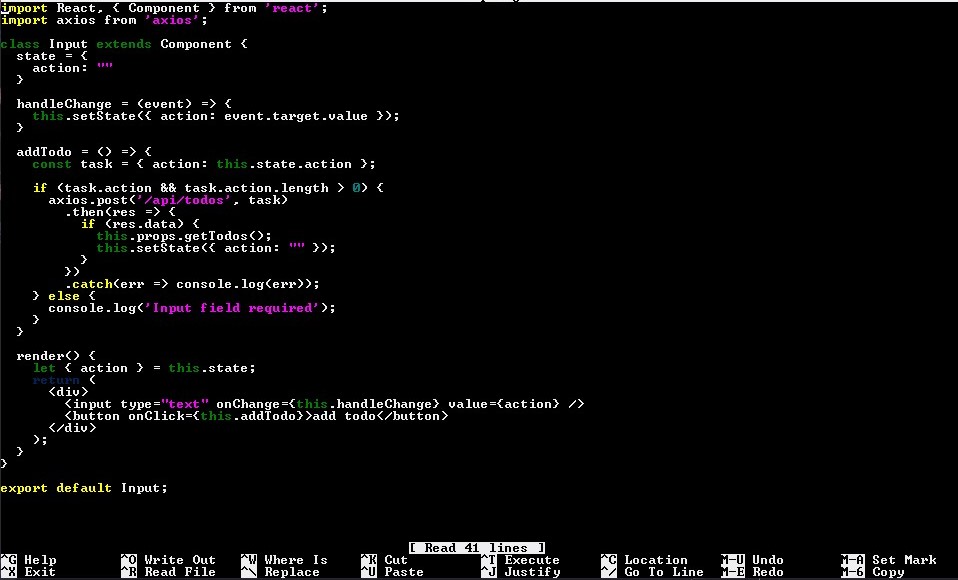 import React, { Component } from 'react';
import axios from 'axios';
class Input extends Component {
state = {
action: ""
}
handleChange = (event) => {
this.setState({ action: event.target.value });
}
addTodo = () => {
const task = { action: this.state.action };
if (task.action && task.action.length > 0) {
axios.post('/api/todos', task)
.then(res => {
if (res.data) {
this.props.getTodos();
this.setState({ action: "" });
}
})
.catch(err => console.log(err));
} else {
console.log('Input field required');
}
}
render() {
let { action } = this.state;
return (
<div>
<input type="text" onChange={this.handleChange} value={action} />
<button onClick={this.addTodo}>add todo</button>
</div>
);
}
}
export default Input;
[ Read 41 lines ]
^G Help ^O Write Out ^W Where Is ^K Cut ^T Execute ^C Location M-U Undo M-A Set Mark
^X Exit ^R Read File ^\ Replace ^U Paste ^J Justify ^/ Go To Line M-E Redo M-6 Copy